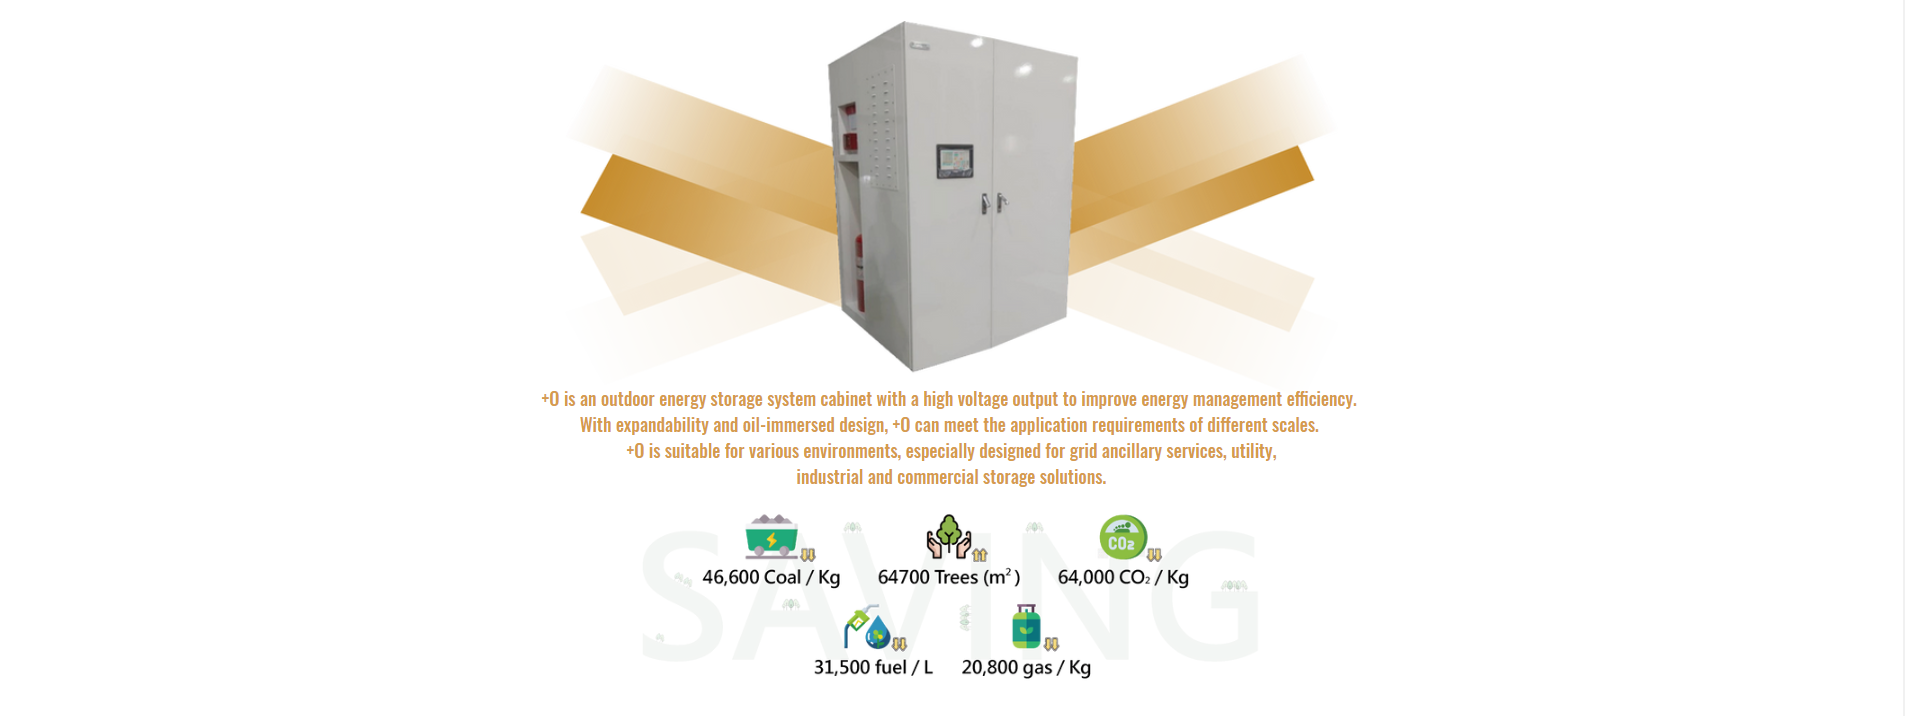 +O is an outdoor energy storage system cabinet with a high voltage output to improve energy management efficiency.
With expandability and oil-immersed design, +O can meet the application requirements of different scales.
+O is suitable for various environments, especially designed for grid ancillary services, utility,
industrial and commercial storage solutions.
SAVING
CO₂
46,600 Coal / Kg
64700 Trees (m²)
64,000 CO₂ / Kg
31,500 fuel / L
20,800 gas / Kg